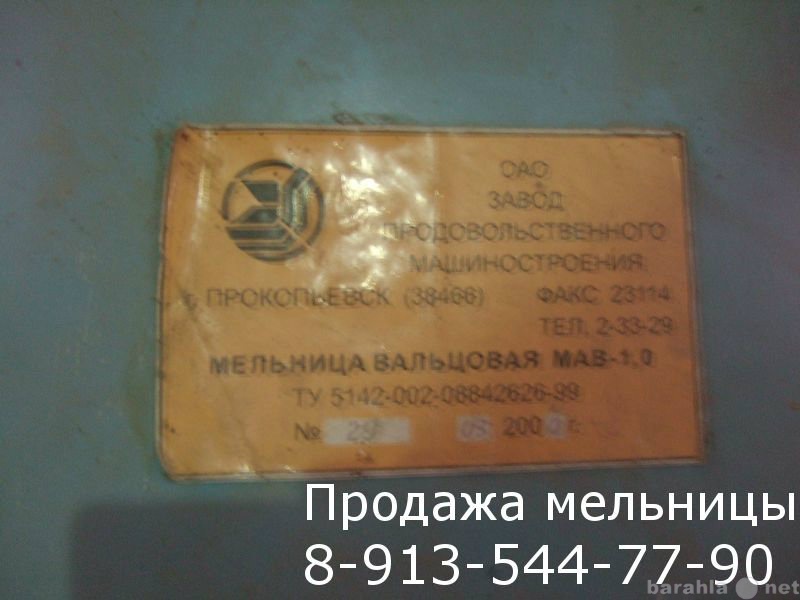 ОАО
ЗАВОД
ПРОДОВОЛЬСТВЕННОГО
МАШИНОСТРОЕНИЯ
г. ПРОКОПЬЕВСК (38466) ФАКС 23114
ТЕЛ. 2-33-29
МЕЛЬНИЦА ВАЛЬЦОВАЯ МАВ-1,0
ТУ 5142-002-08842626-99
№ 29 200 г.
Продажа мельницы
8-913-544-77-90
barahla net